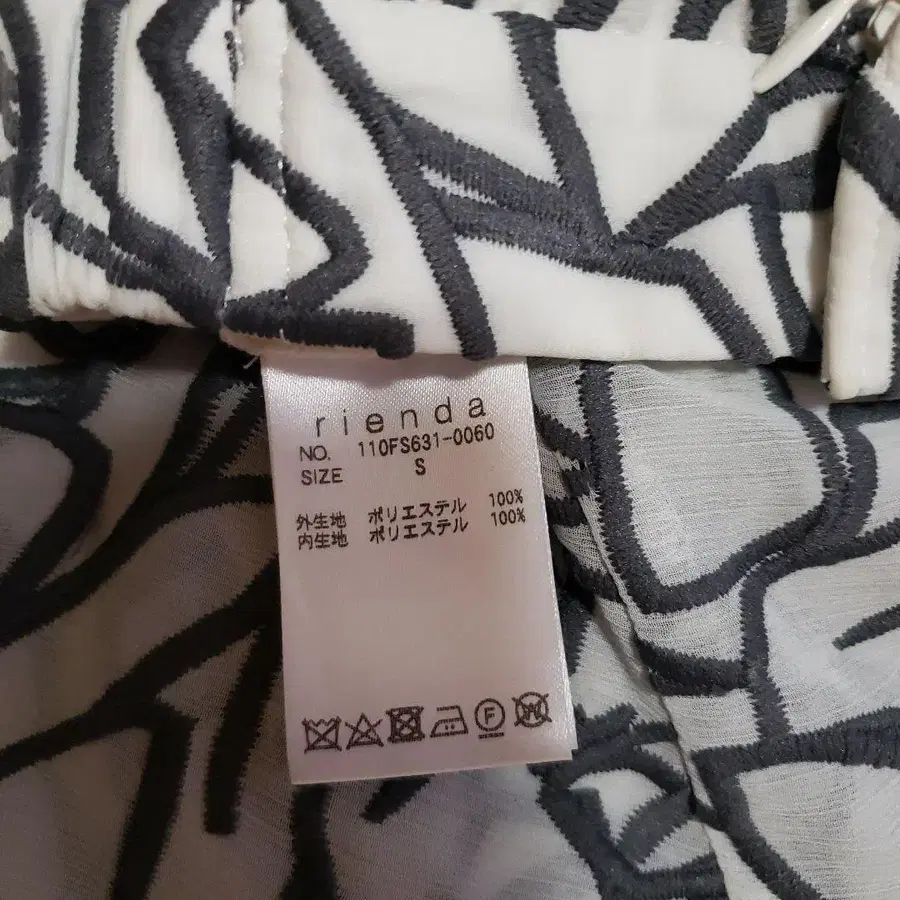 rienda
NO. 110FS631-0060
SIZE S
外生地 ポリエステル 100%
内生地 ポリエステル 100%
F
W